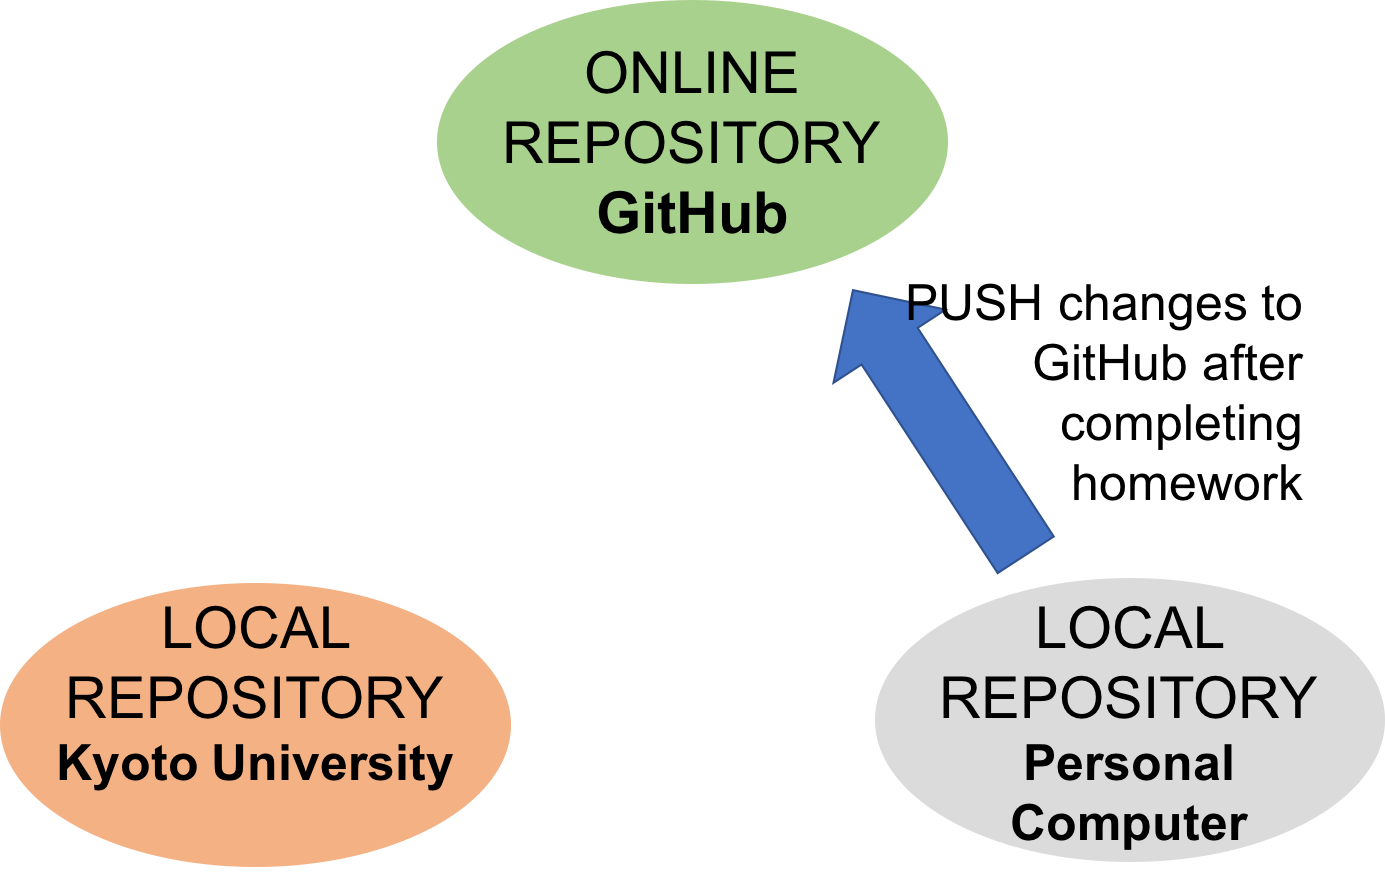 ONLINE
REPOSITORY
GitHub
PUSH changes to
GitHub after
completing
homework
LOCAL
REPOSITORY
Kyoto University
LOCAL
REPOSITORY
Personal
Computer